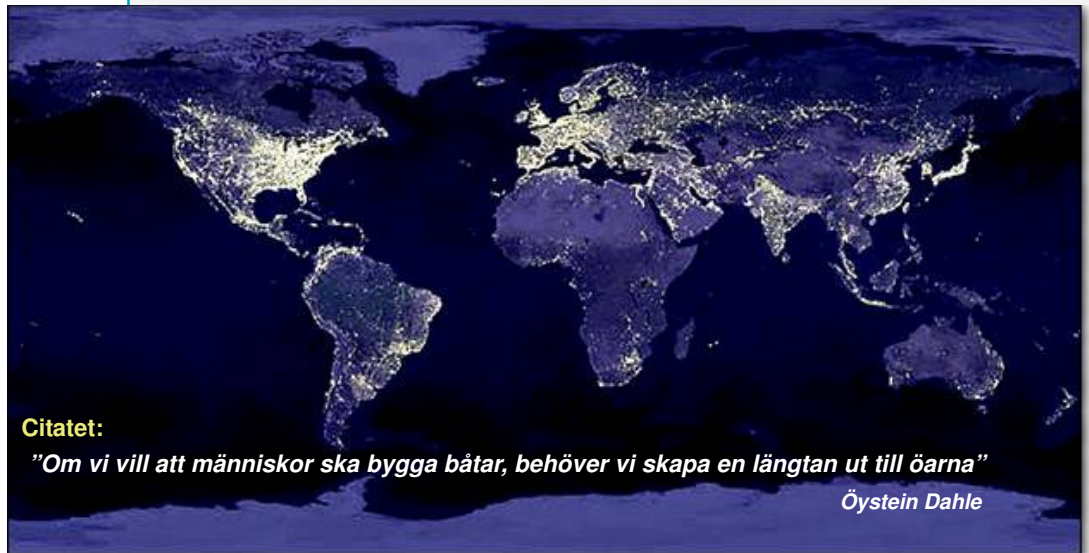 Citatet:
”Om vi vill att människor ska bygga båtar, behöver vi skapa en längtan ut till öarna”
Öystein Dahle